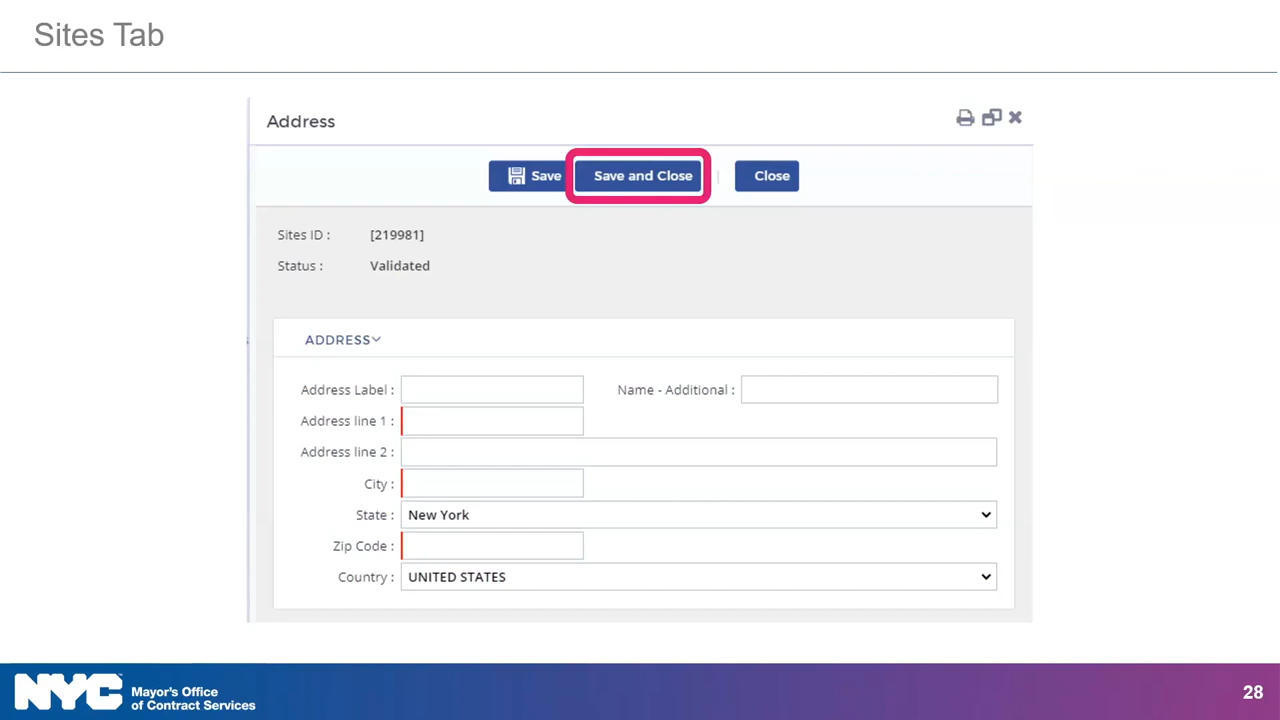 Sites Tab
Address
Save
Save and Close
Close
Sites ID : [219981]
Status : Validated
ADDRESS
Address Label : Name - Additional :
Address line 1 :
Address line 2 :
City :
State : New York
Zip Code :
Country : UNITED STATES
NYC
Mayor's Office
of Contract Services
28